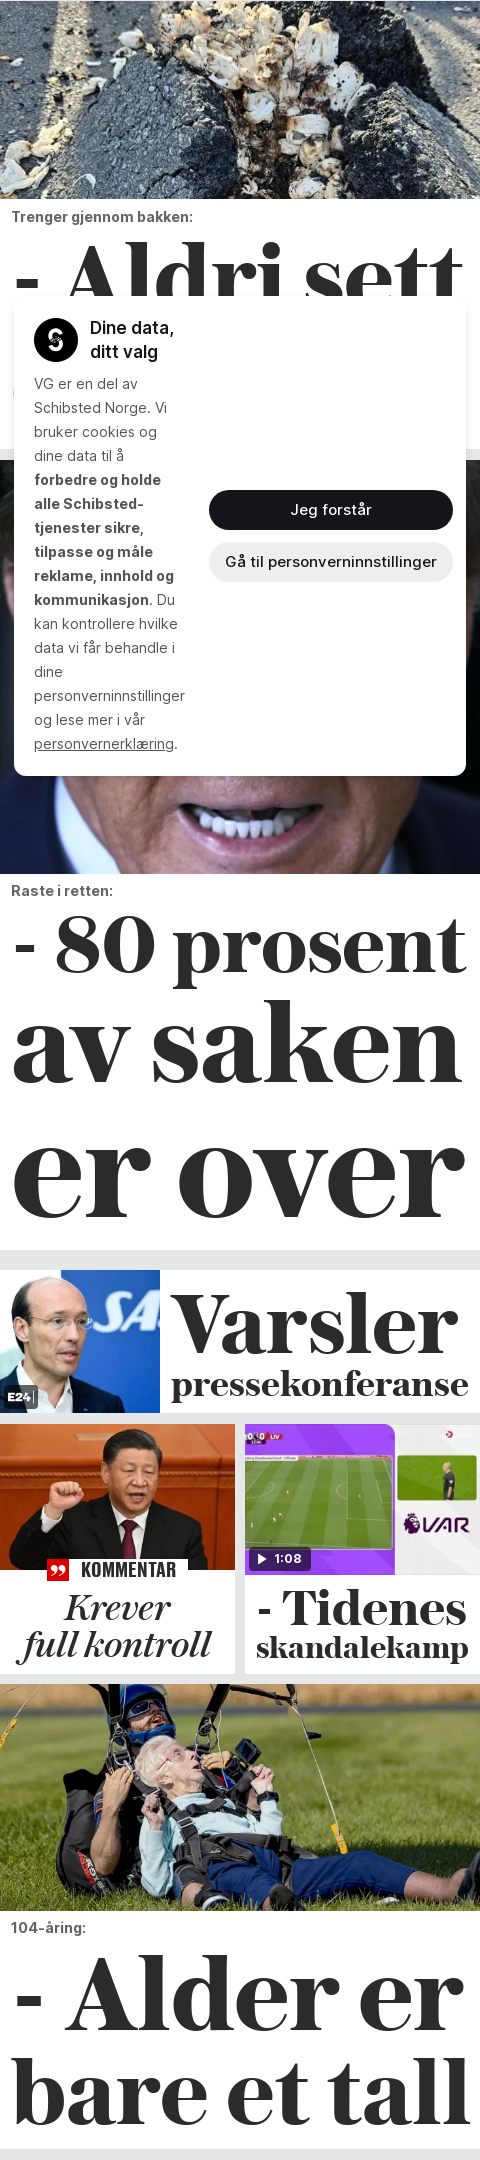 Trenger gjennom bakken:
- Aldri sett
Dine data,
ditt valg
VG er en del av
Schibsted Norge. Vi
bruker cookies og
dine data til å
forbedre og holde
alle Schibsted-
tjenester sikre,
tilpasse og måle
reklame, innhold og
kommunikasjon. Du
kan kontrollere hvilke
data vi får behandle i
dine
personverninnstillinger
og lese mer i vår
personvernerklæring.
Jeg forstår
Gå til personverninnstillinger
Raste i retten:
- 80 prosent
av saken
er over
SAS
E24
Varsler
pressekonferanse
KOMMENTAR
Krever
full kontroll
LIV
VAR
1:08
- Tidenes
skandalekamp
104-åring:
- Alder er
bare et tall